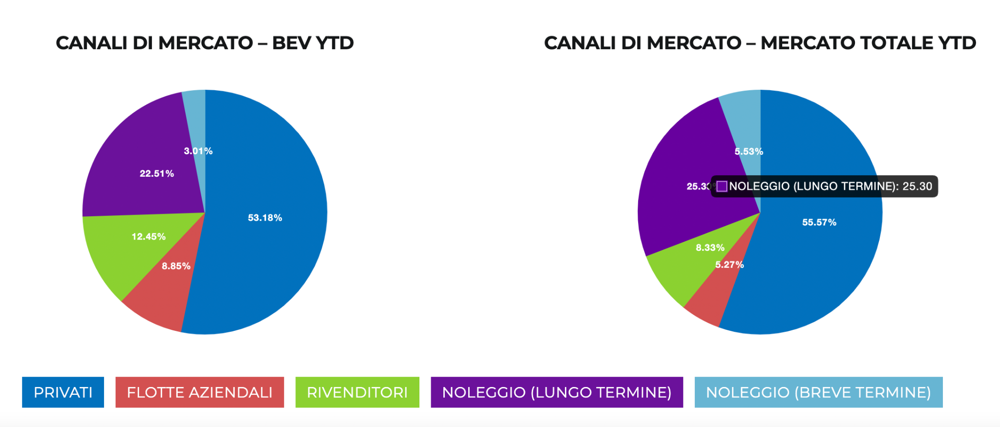 CANALI DI MERCATO – BEV YTD
3.01%
22.51%
53.18%
12.45%
8.85%
CANALI DI MERCATO – MERCATO TOTALE YTD
5.53%
25.30%
NOLEGGIO (LUNGO TERMINE): 25.30
55.57%
8.33%
5.27%
PRIVATI
FLOTTE AZIENDALI
RIVENDITORI
NOLEGGIO (LUNGO TERMINE)
NOLEGGIO (BREVE TERMINE)